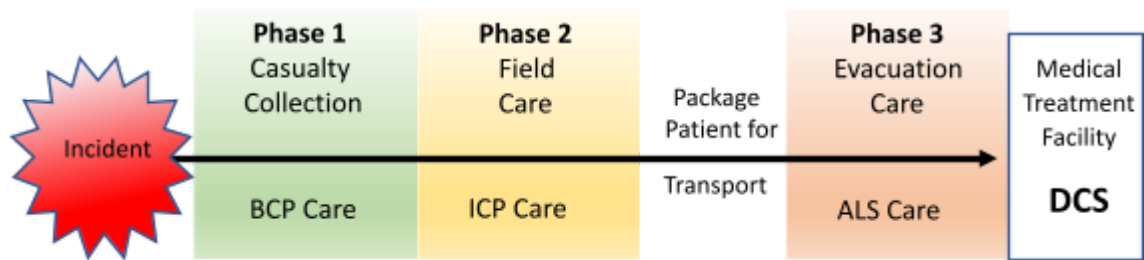 Incident
Phase 1
Casualty
Collection
BCP Care
Phase 2
Field
Care
ICP Care
Package
Patient for
Transport
Phase 3
Evacuation
Care
ALS Care
Medical
Treatment
Facility
DCS